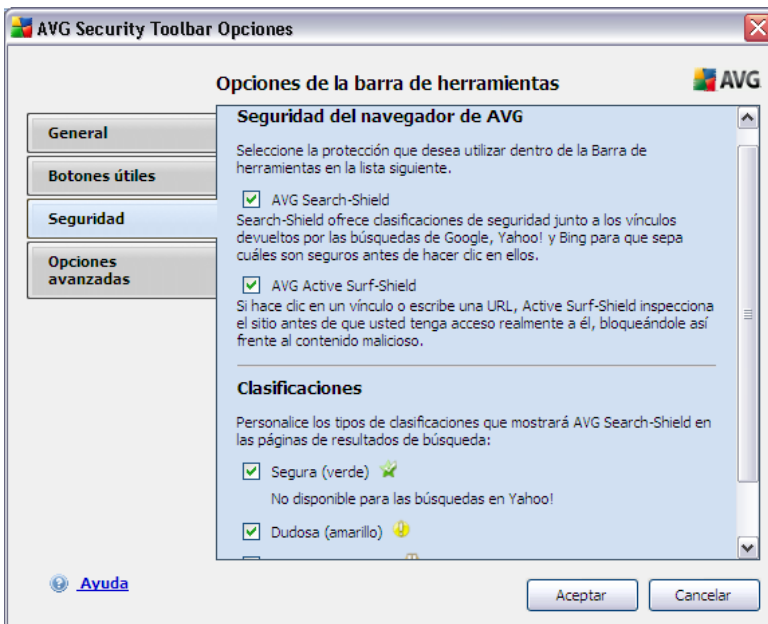 AVG Security Toolbar Opciones
Opciones de la barra de herramientas
AVG
General
Botones útiles
Seguridad
Opciones
avanzadas
Seguridad del navegador de AVG
Seleccione la protección que desea utilizar dentro de la Barra de
herramientas en la lista siguiente.
AVG Search-Shield
Search-Shield ofrece clasificaciones de seguridad junto a los vínculos
devueltos por las búsquedas de Google, Yahoo! y Bing para que sepa
cuáles son seguros antes de hacer clic en ellos.
AVG Active Surf-Shield
Si hace clic en un vínculo o escribe una URL, Active Surf-Shield inspecciona
el sitio antes de que usted tenga acceso realmente a él, bloqueándole así
frente al contenido malicioso.
Clasificaciones
Personalice los tipos de clasificaciones que mostrará AVG Search-Shield en
las páginas de resultados de búsqueda:
Segura (verde)
No disponible para las búsquedas en Yahoo!
Dudosa (amarillo)
Ayuda
Aceptar
Cancelar